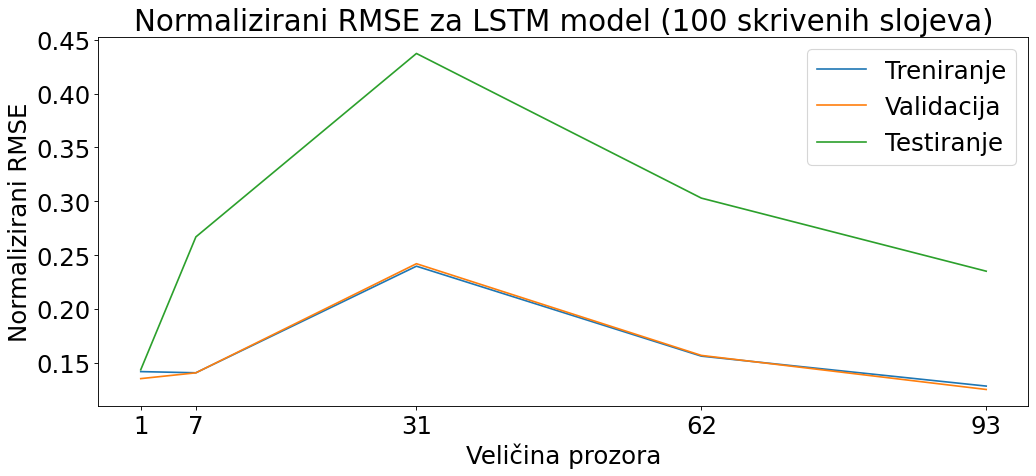 Normalizirani RMSE za LSTM model (100 skrivenih slojeva)
Normalizirani RMSE
0.45
0.40
0.35
0.30
0.25
0.20
0.15
Treniranje
Validacija
Testiranje
1 7 31 62 93
Veličina prozora